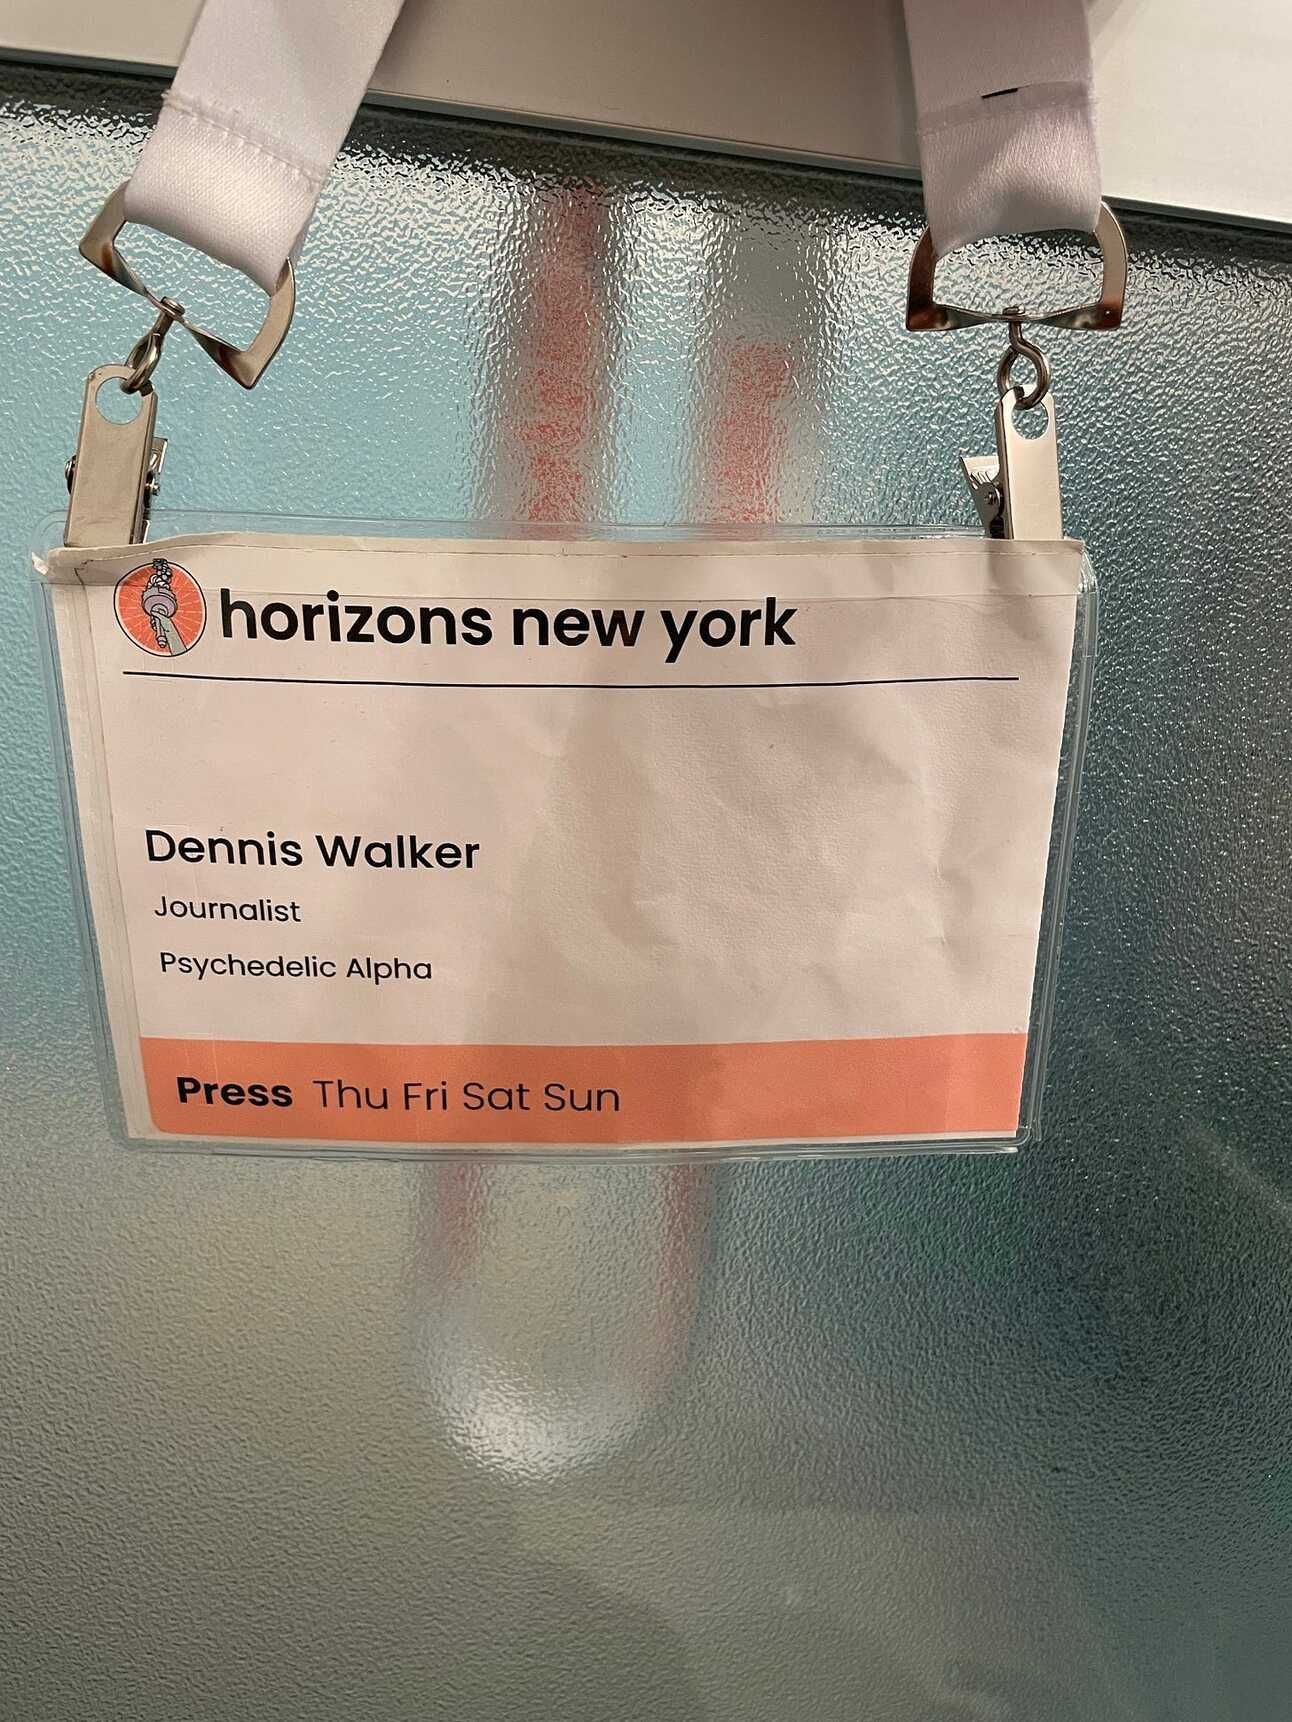 horizons new york
Dennis Walker
Journalist
Psychedelic Alpha
Press Thu Fri Sat Sun